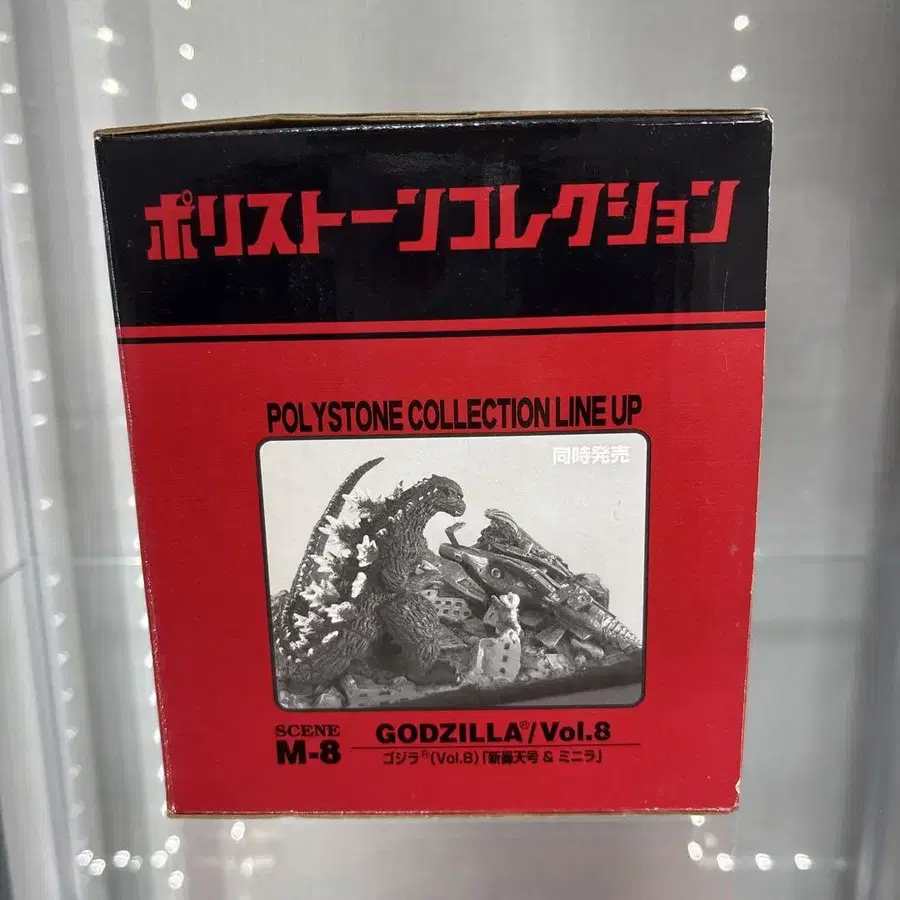 ポリストーンコレクション
POLYSTONE COLLECTION LINE UP
同時発売
SCENE
M-8
GODZILLA®/Vol.8
ゴジラ®(Vol.8)「新轟天号 & ミニラ」